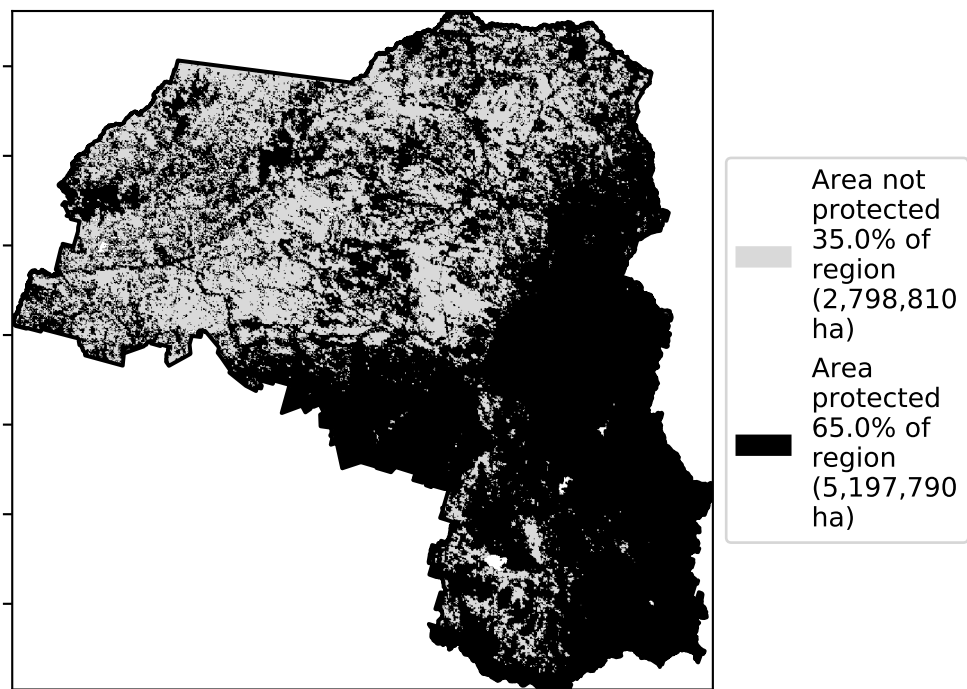 Area not
protected
35.0% of
region
(2,798,810
ha)
Area
protected
65.0% of
region
(5,197,790
ha)